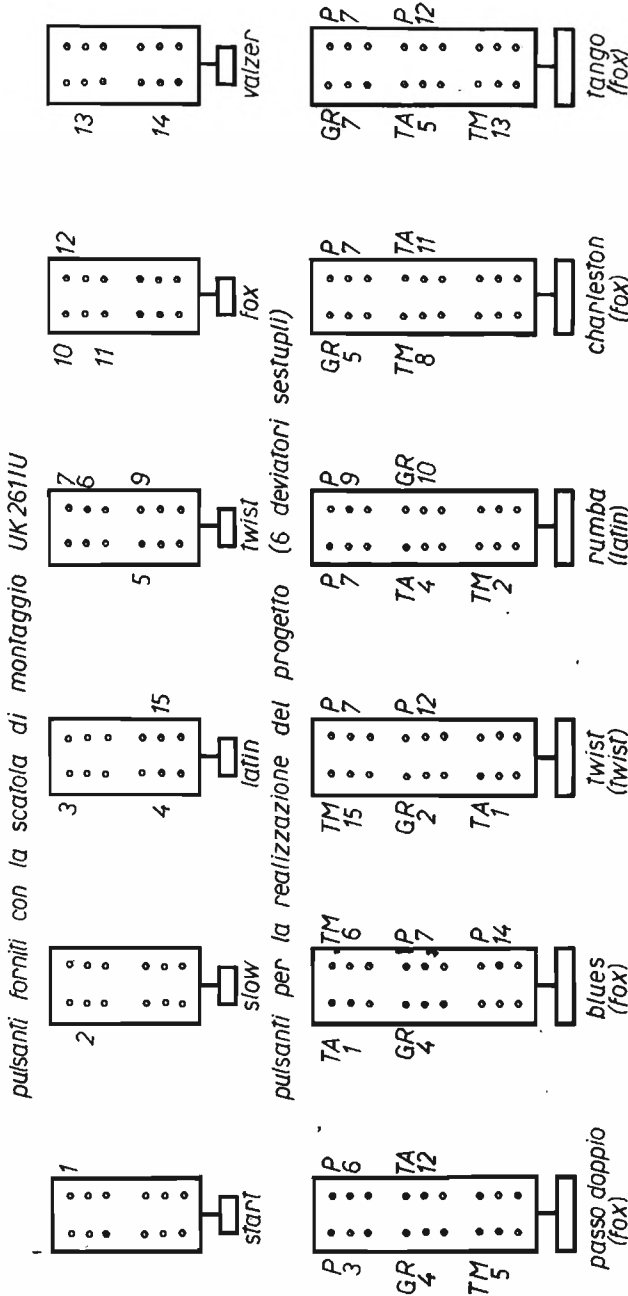 pulsanti forniti con la scatola di montaggio UK 261/U
1
start
2
slow
3
15
4
latin
7
6
5
9
twist
10
12
11
fox
13
14
valzer
pulsanti per la realizzazione del progetto (6 deviatori sestupli)
P 3
P 6
GR 4
TA 12
TM 5
passo doppio
(fox)
TA 1
TM 6
GR 4
P 7
P 14
blues
(fox)
TM 15
P 7
GR 2
P 12
TA 1
twist
(twist)
P 7
P 9
TA 4
GR 10
TM 2
rumba
(latin)
GR 5
P 7
TM 8
TA 11
charleston
(fox)
GR 7
P 7
TA 5
P 12
TM 13
tango
(fox)